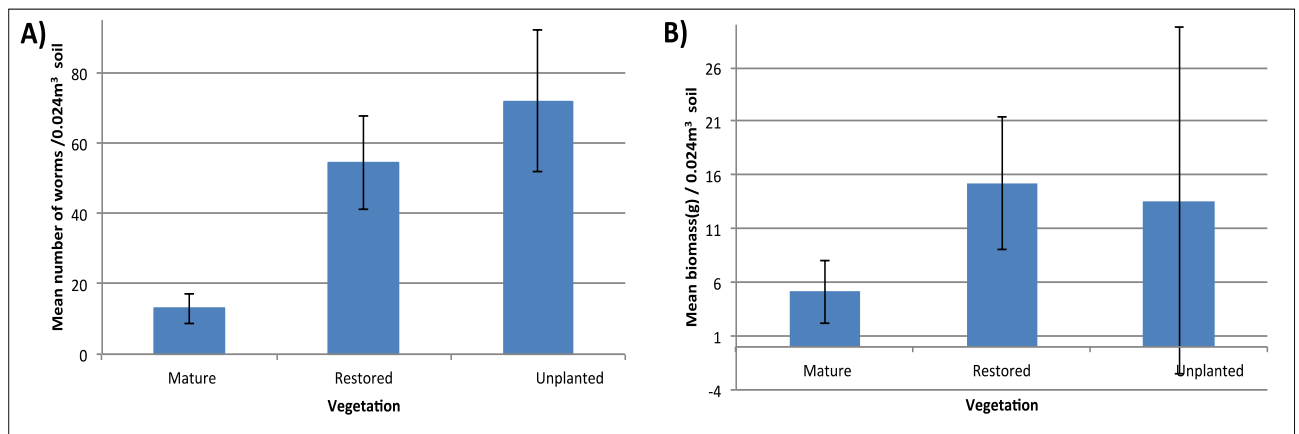 A)
Mean number of worms /0.024m³ soil
80
60
40
20
0
Mature Restored Unplanted
Vegetation
B)
Mean biomass(g) / 0.024m³ soil
26
21
16
11
6
1
-4
Mature Restored Unplanted
Vegetation